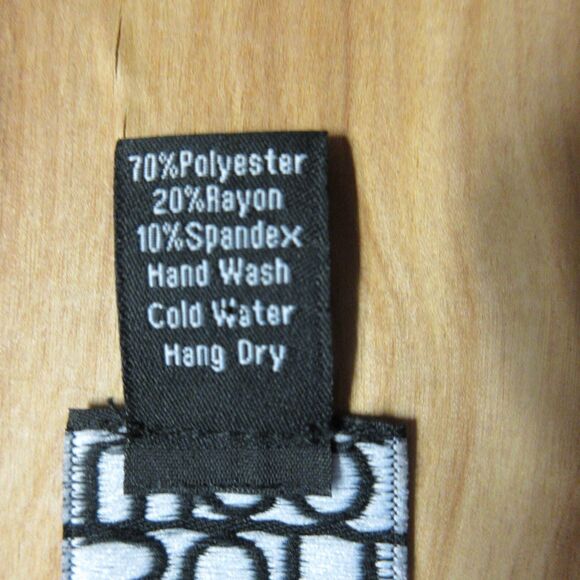 70%Polyester
20%Rayon
10%Spandex
Hand Wash
Cold Water
Hang Dry